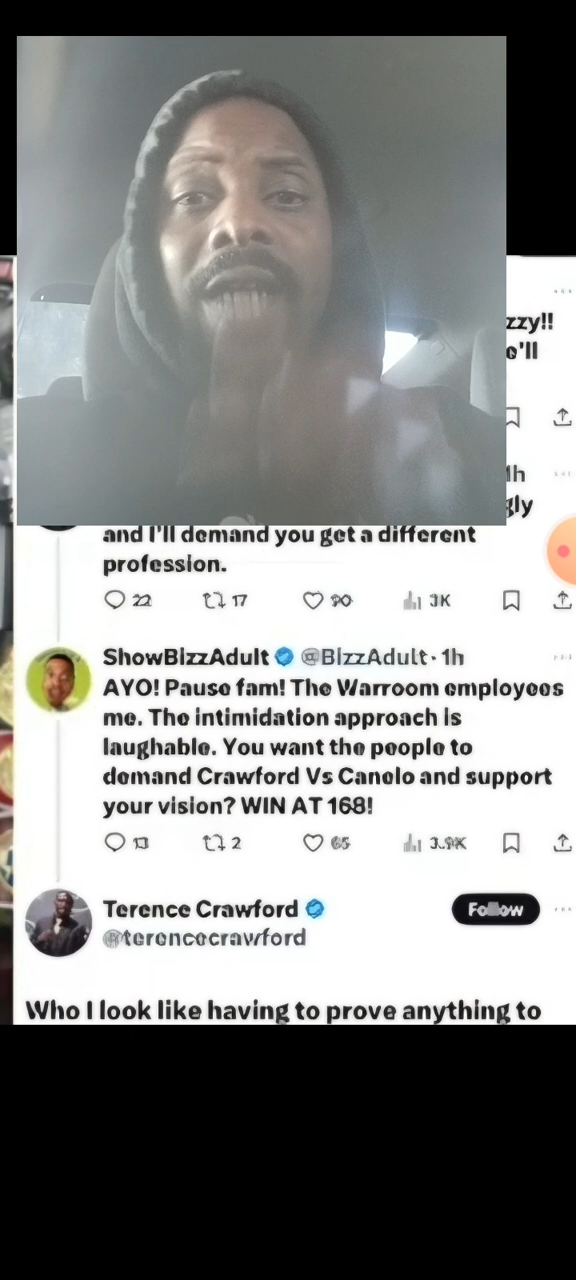 zzy!!
e'll
1h
gly
and I'll demand you get a different
profession.
22 17 90 3K
ShowBizzAdult @BizzAdult · 1h
AYO! Pause fam! The Warroom employees
me. The intimidation approach is
laughable. You want the people to
demand Crawford Vs Canelo and support
your vision? WIN AT 168!
13 2 65 3.9K
Terence Crawford
Follow
@terencecrawford
Who I look like having to prove anything to